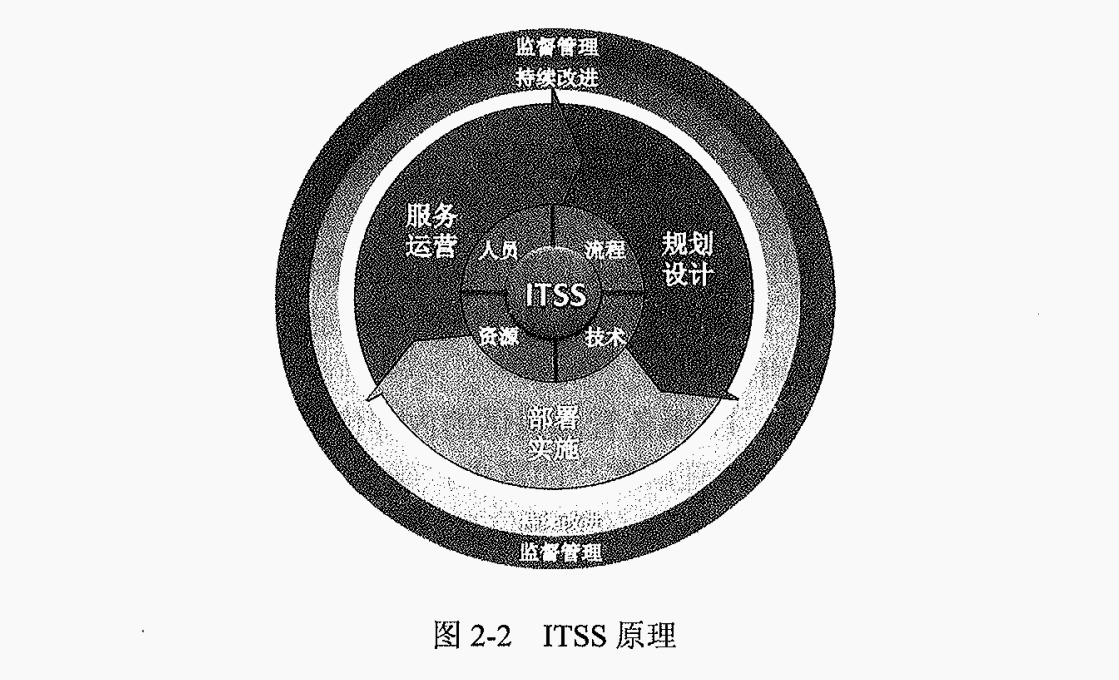 监督管理
持续改进
服务
运营
规划
设计
人员
流程
ITSS
资源
技术
部署
实施
持续改进
监督管理
图 2-2 ITSS 原理